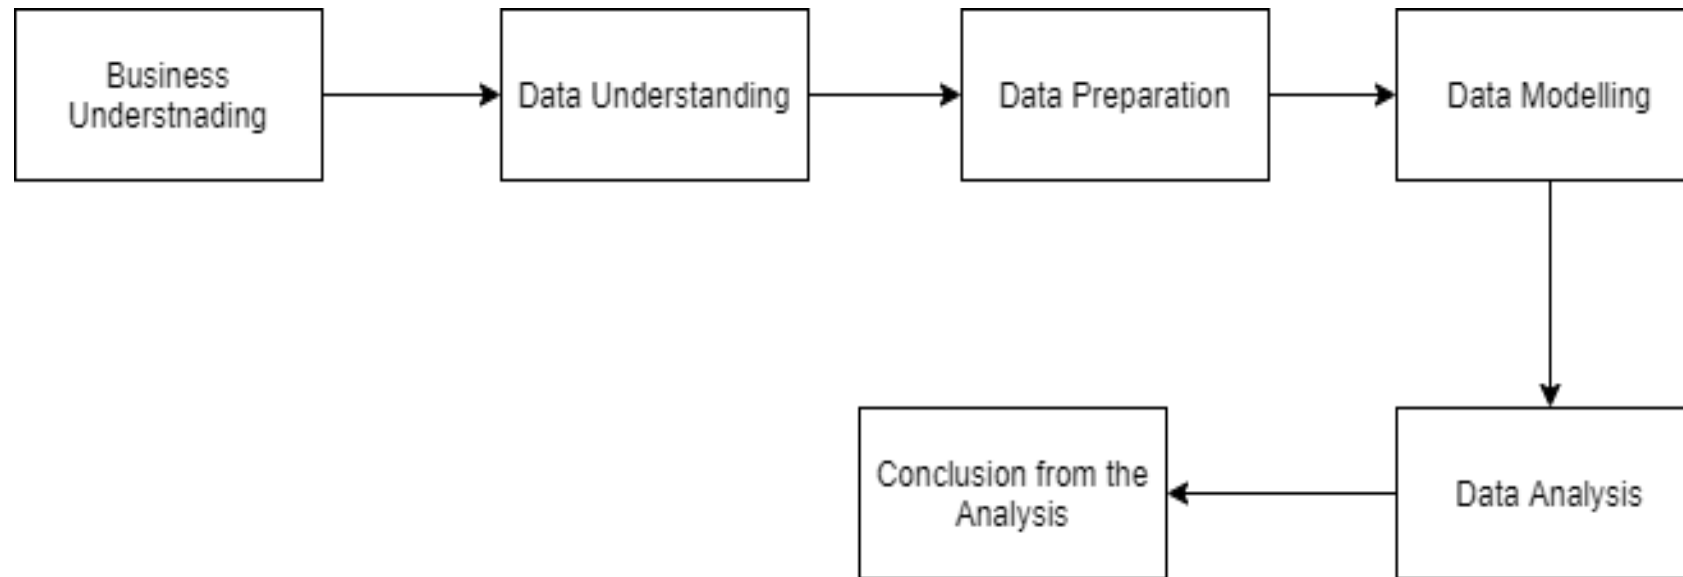 Business
Understnading
Data Understanding
Data Preparation
Data Modelling
Data Analysis
Conclusion from the
Analysis